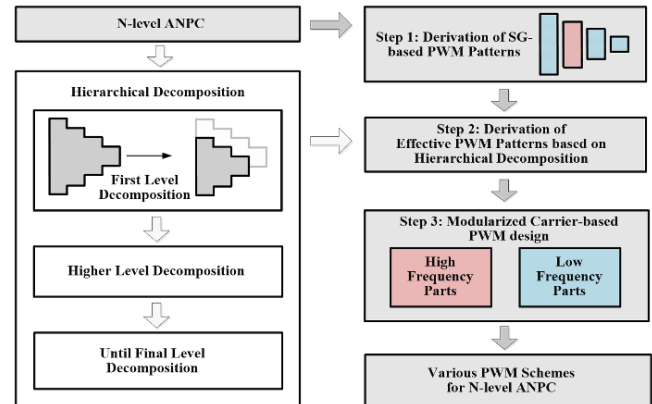 N-level ANPC
Hierarchical Decomposition
First Level
Decomposition
Higher Level Decomposition
Until Final Level
Decomposition
Step 1: Derivation of SG-
based PWM Patterns
Step 2: Derivation of
Effective PWM Patterns based on
Hierarchical Decomposition
Step 3: Modularized Carrier-based
PWM design
High
Frequency
Parts
Low
Frequency
Parts
Various PWM Schemes
for N-level ANPC